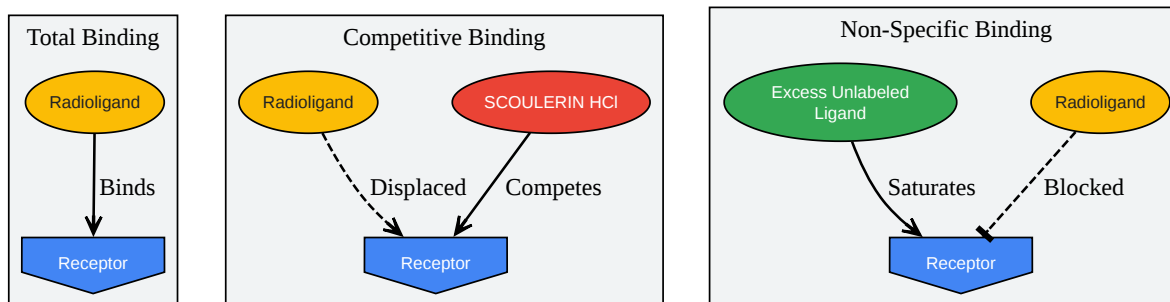 Total Binding
Radioligand
Binds
Receptor
Competitive Binding
Radioligand
SCOULERIN HCl
Displaced
Competes
Receptor
Non-Specific Binding
Excess Unlabeled
Ligand
Radioligand
Saturates
Blocked
Receptor